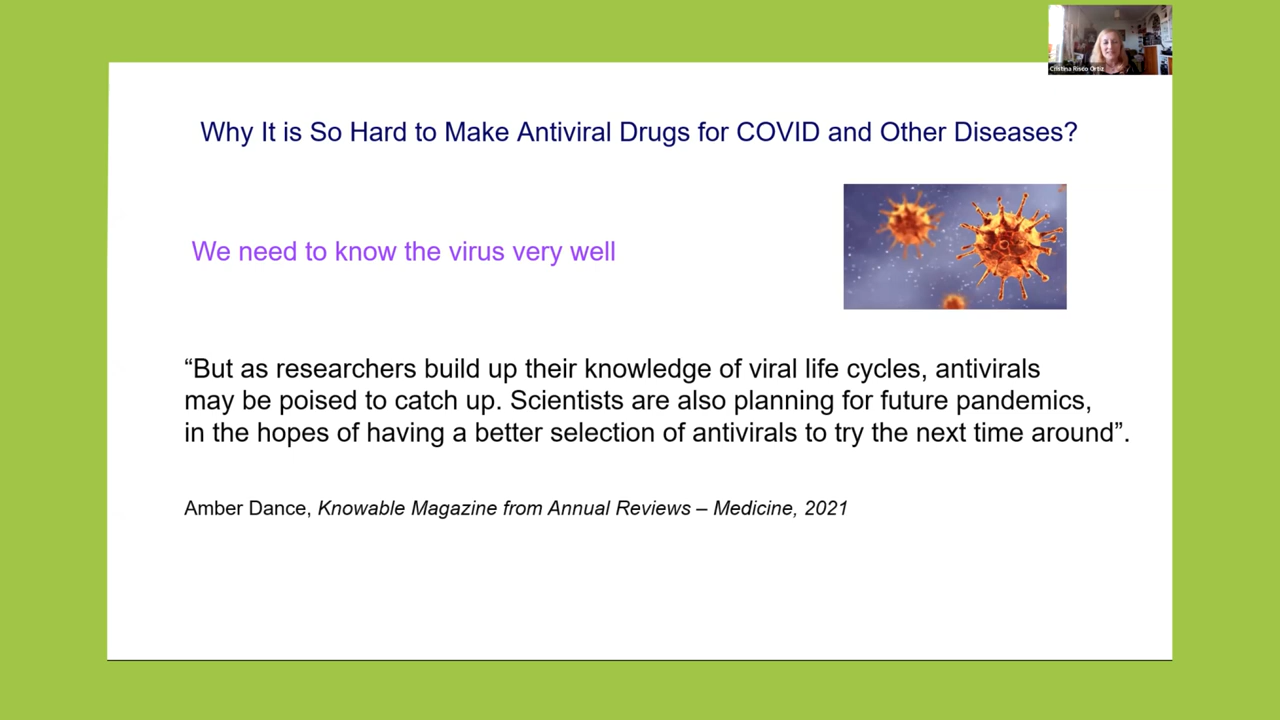 Cristina Risco Ortiz
Why It is So Hard to Make Antiviral Drugs for COVID and Other Diseases?
We need to know the virus very well
“But as researchers build up their knowledge of viral life cycles, antivirals
may be poised to catch up. Scientists are also planning for future pandemics,
in the hopes of having a better selection of antivirals to try the next time around”.
Amber Dance, Knowable Magazine from Annual Reviews – Medicine, 2021